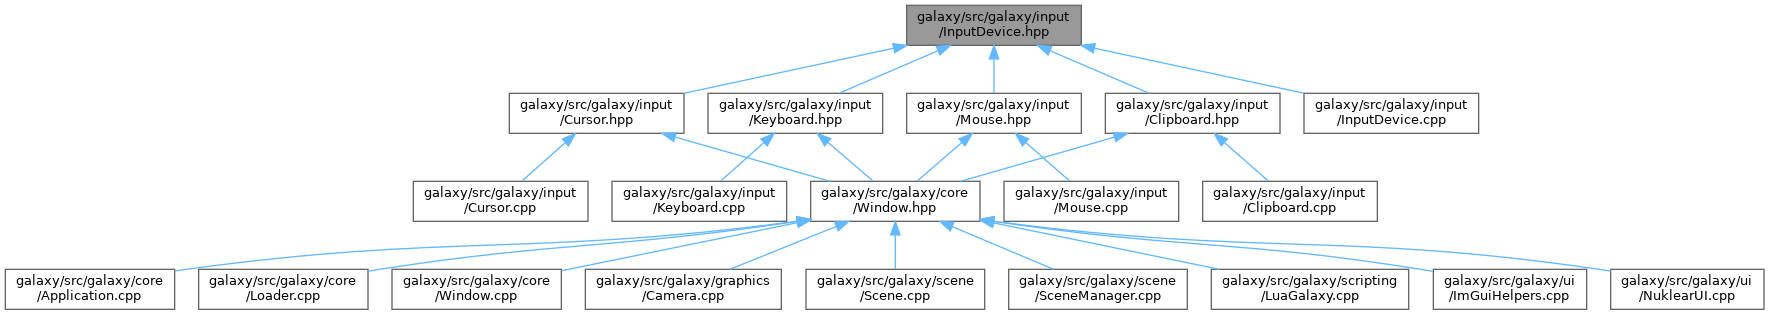 galaxy/src/galaxy/input
/InputDevice.hpp
galaxy/src/galaxy/input
/Cursor.hpp
galaxy/src/galaxy/input
/Keyboard.hpp
galaxy/src/galaxy/input
/Mouse.hpp
galaxy/src/galaxy/input
/Clipboard.hpp
galaxy/src/galaxy/input
/InputDevice.cpp
galaxy/src/galaxy/input
/Cursor.cpp
galaxy/src/galaxy/input
/Keyboard.cpp
galaxy/src/galaxy/core
/Window.hpp
galaxy/src/galaxy/input
/Mouse.cpp
galaxy/src/galaxy/input
/Clipboard.cpp
galaxy/src/galaxy/core
/Application.cpp
galaxy/src/galaxy/core
/Loader.cpp
galaxy/src/galaxy/core
/Window.cpp
galaxy/src/galaxy/graphics
/Camera.cpp
galaxy/src/galaxy/scene
/Scene.cpp
galaxy/src/galaxy/scene
/SceneManager.cpp
galaxy/src/galaxy/scripting
/LuaGalaxy.cpp
galaxy/src/galaxy/ui
/ImGuiHelpers.cpp
galaxy/src/galaxy/ui
/NuklearUI.cpp